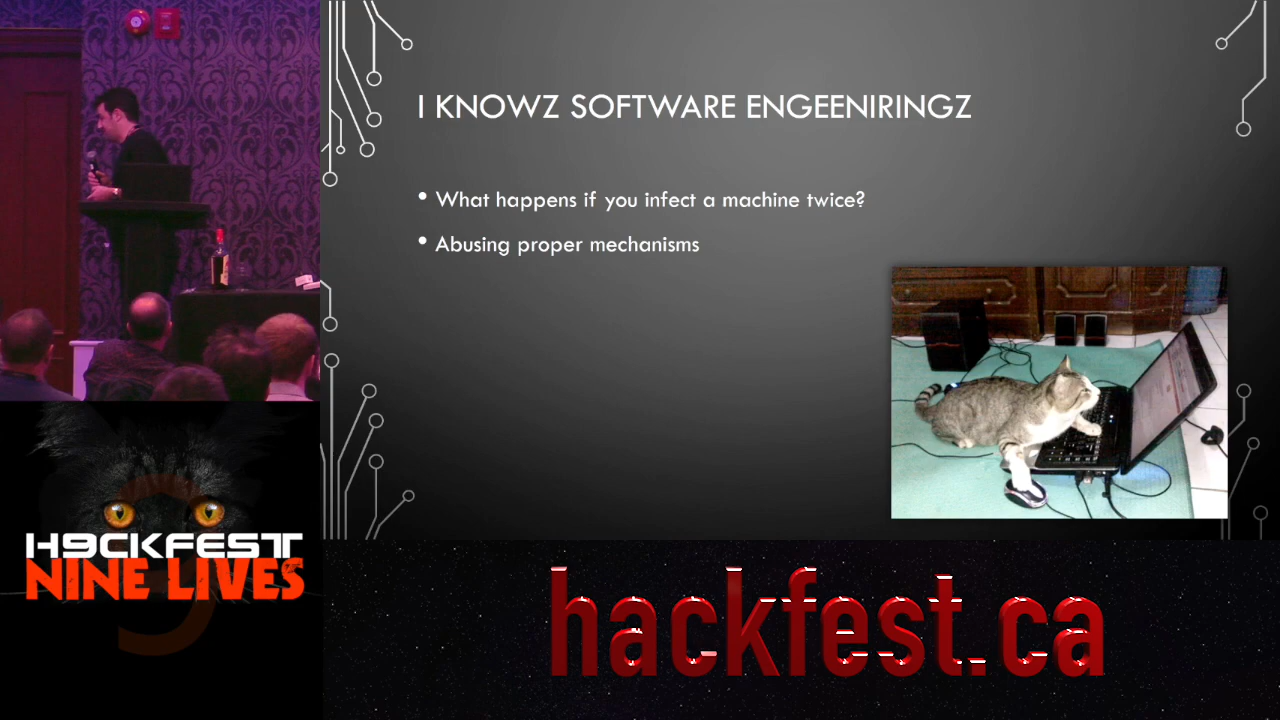 I KNOWZ SOFTWARE ENGEENIRINGZ
• What happens if you infect a machine twice?
• Abusing proper mechanisms
H9CKFEST
NINE LIVES
hackfest.ca